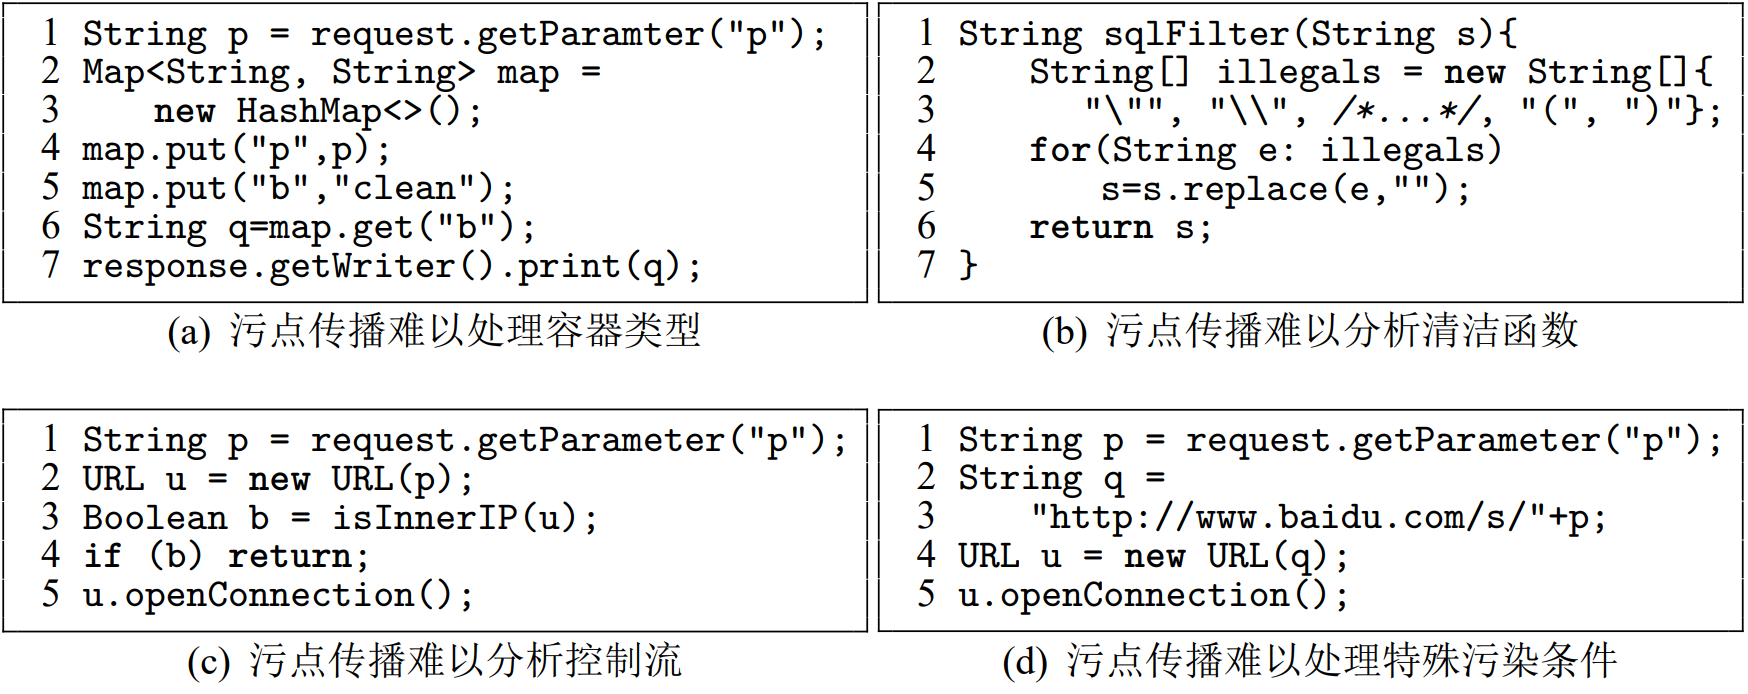 1 String p = request.getParamter("p");
2 Map<String, String> map =
3 new HashMap<>();
4 map.put("p",p);
5 map.put("b","clean");
6 String q=map.get("b");
7 response.getWriter().print(q);
(a) 污点传播难以处理容器类型
1 String sqlFilter(String s){
2 String[] illegals = new String[]{
3 "\"", "\\", /*...*/, "(", ")"};
4 for(String e: illegals)
5 s=s.replace(e,"");
6 return s;
7 }
(b) 污点传播难以分析清洁函数
1 String p = request.getParameter("p");
2 URL u = new URL(p);
3 Boolean b = isInnerIP(u);
4 if (b) return;
5 u.openConnection();
(c) 污点传播难以分析控制流
1 String p = request.getParameter("p");
2 String q =
3 "http://www.baidu.com/s/"+p;
4 URL u = new URL(q);
5 u.openConnection();
(d) 污点传播难以处理特殊污染条件